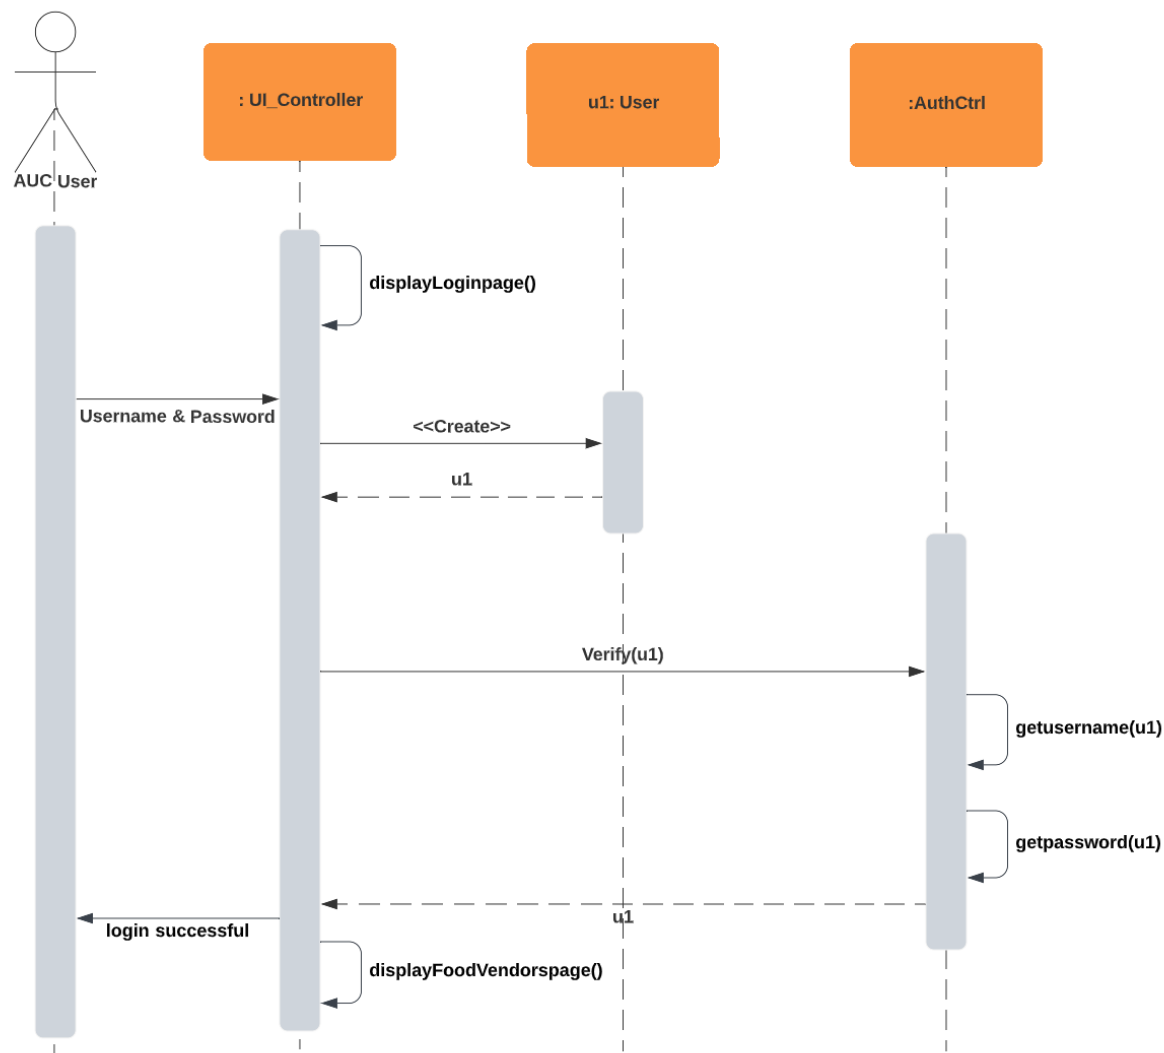 : UI_Controller
u1: User
:AuthCtrl
AUC User
displayLoginpage()
Username & Password
<<Create>>
u1
Verify(u1)
getusername(u1)
getpassword(u1)
u1
login successful
displayFoodVendorspage()